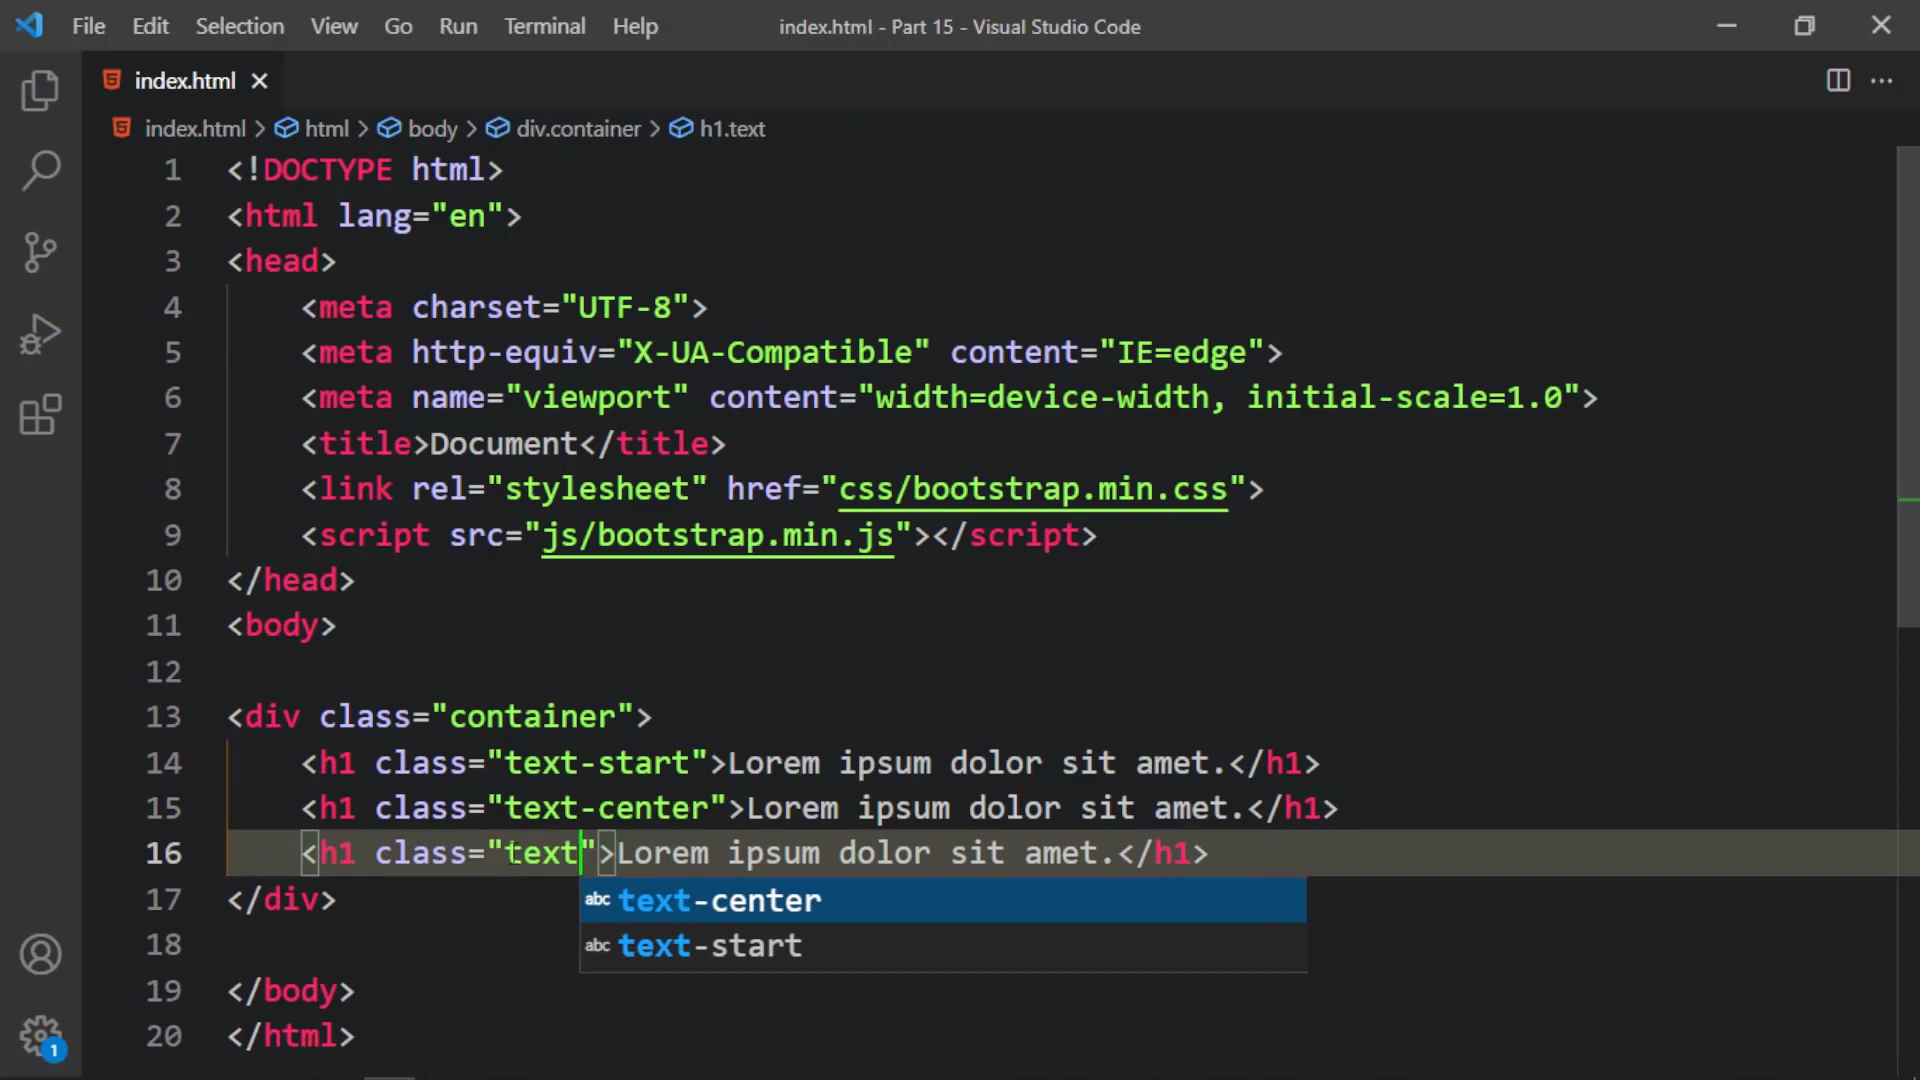 File Edit Selection View Go Run Terminal Help index.html - Part 15 - Visual Studio Code
index.html
index.html > html > body > div.container > h1.text
1 <!DOCTYPE html>
2 <html lang="en">
3 <head>
4 <meta charset="UTF-8">
5 <meta http-equiv="X-UA-Compatible" content="IE=edge">
6 <meta name="viewport" content="width=device-width, initial-scale=1.0">
7 <title>Document</title>
8 <link rel="stylesheet" href="css/bootstrap.min.css">
9 <script src="js/bootstrap.min.js"></script>
10 </head>
11 <body>
12
13 <div class="container">
14 <h1 class="text-start">Lorem ipsum dolor sit amet.</h1>
15 <h1 class="text-center">Lorem ipsum dolor sit amet.</h1>
16 <h1 class="text">Lorem ipsum dolor sit amet.</h1>
17 </div>
abc text-center
18
abc text-start
19 </body>
20 </html>
1